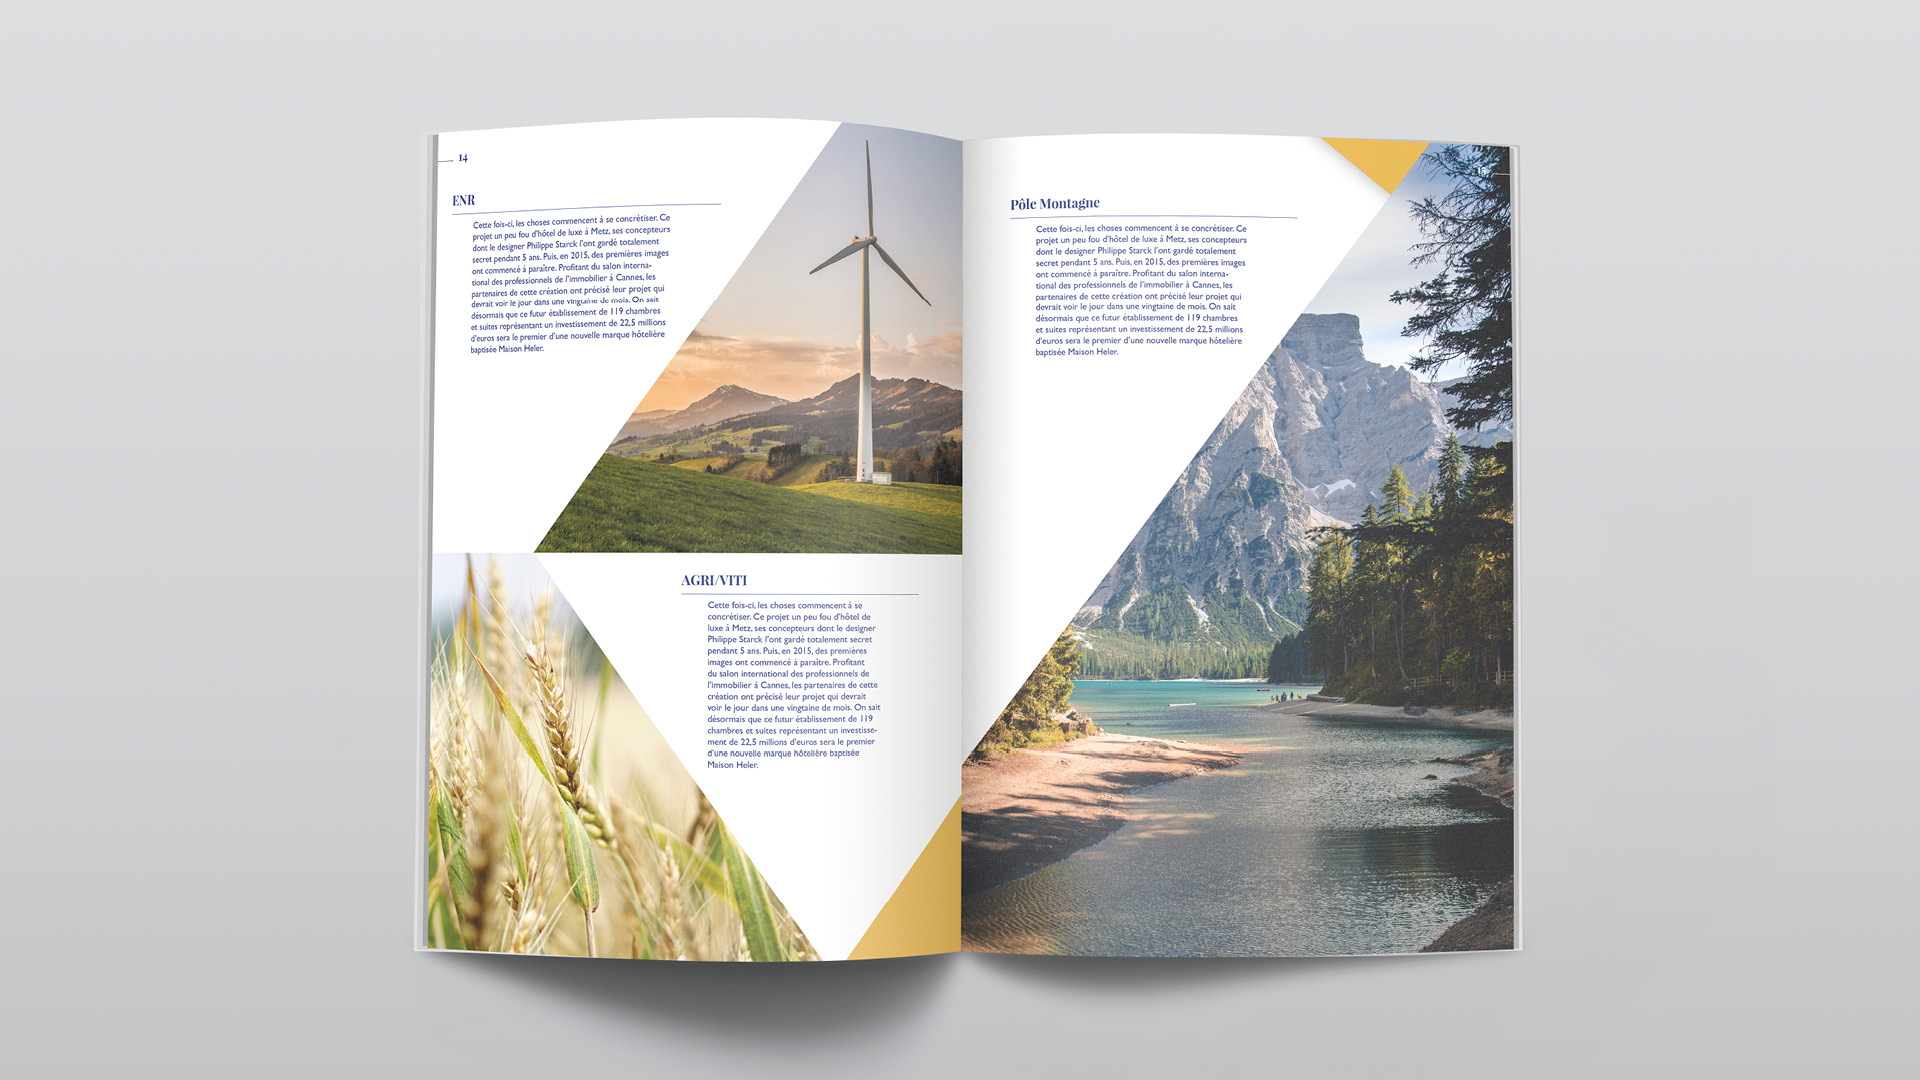 14
ENR
Cette fois-ci, les choses commencent à se concrétiser. Ce
projet un peu fou d'hôtel de luxe à Metz, ses concepteurs
dont le designer Philippe Starck l'ont gardé totalement
secret pendant 5 ans. Puis, en 2015, des premières images
ont commencé à paraître. Profitant du salon interna-
tional des professionnels de l'immobilier à Cannes, les
partenaires de cette création ont précisé leur projet qui
devrait voir le jour dans une vingtaine de mois. On sait
désormais que ce futur établissement de 119 chambres
et suites représentant un investissement de 22,5 millions
d'euros sera le premier d'une nouvelle marque hôtelière
baptisée Maison Heler.
AGRI/VITI
Cette fois-ci, les choses commencent à se
concrétiser. Ce projet un peu fou d'hôtel de
luxe à Metz, ses concepteurs dont le designer
Philippe Starck l'ont gardé totalement secret
pendant 5 ans. Puis, en 2015, des premières
images ont commencé à paraître. Profitant
du salon international des professionnels de
l'immobilier à Cannes, les partenaires de cette
création ont précisé leur projet qui devrait
voir le jour dans une vingtaine de mois. On sait
désormais que ce futur établissement de 119
chambres et suites représentant un investisse-
ment de 22,5 millions d'euros sera le premier
d'une nouvelle marque hôtelière baptisée
Maison Heler.
Pôle Montagne
Cette fois-ci, les choses commencent à se concrétiser. Ce
projet un peu fou d'hôtel de luxe à Metz, ses concepteurs
dont le designer Philippe Starck l'ont gardé totalement
secret pendant 5 ans. Puis, en 2015, des premières images
ont commencé à paraître. Profitant du salon interna-
tional des professionnels de l'immobilier à Cannes, les
partenaires de cette création ont précisé leur projet qui
devrait voir le jour dans une vingtaine de mois. On sait
désormais que ce futur établissement de 119 chambres
et suites représentant un investissement de 22,5 millions
d'euros sera le premier d'une nouvelle marque hôtelière
baptisée Maison Heler.